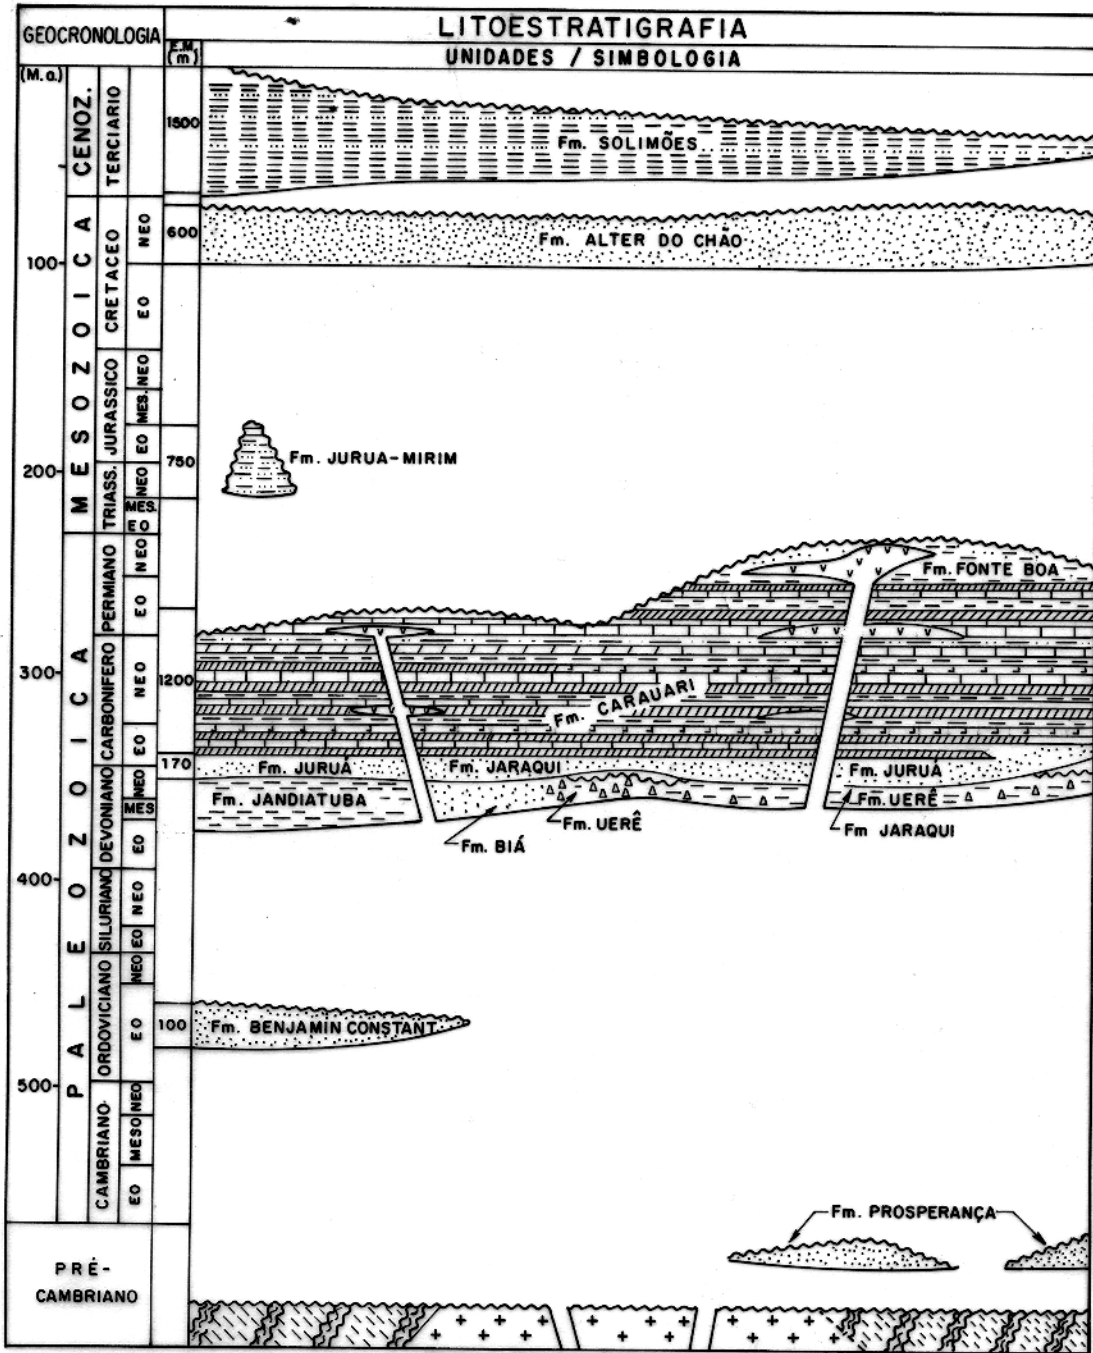 GEOCRONOLOGIA
LITOESTRATIGRAFIA
E.M. (m)
UNIDADES / SIMBOLOGIA
(M.a.)
CENOZ.
TERCIARIO
1500
Fm. SOLIMÕES
MESOZOICA
CRETACEO
NEO
600
Fm. ALTER DO CHÃO
100
EO
JURASSICO
NEO
MES.
EO
750
Fm. JURUA-MIRIM
200
TRIASS.
NEO
MES.
EO
PALEOZOICA
PERMIANO
NEO
Fm. FONTE BOA
EO
CARBONIFERO
NEO
300
1200
Fm. CARAUARI
EO
170
Fm. JURUÁ
Fm. JARAQUI
Fm. JURUÁ
DEVONIANO
NEO
Fm. JANDIATUBA
Fm. UERÊ
MES
Fm. UERÊ
Fm JARAQUI
EO
Fm. BIÁ
400
SILURIANO
NEO
EO
ORDOVICIANO
NEO
EO
100
Fm. BENJAMIN CONSTANT
500
CAMBRIANO
NEO
MESO
EO
Fm. PROSPERANÇA
PRÉ-
CAMBRIANO